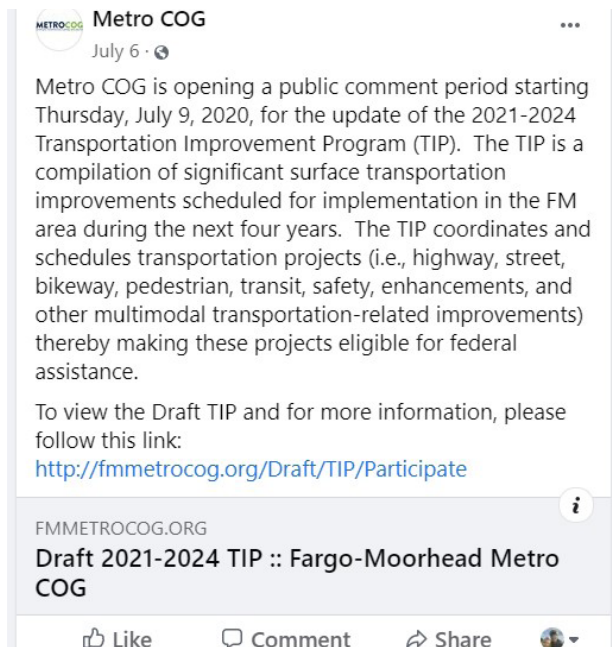 METROCOG
Metro COG
July 6 ·
Metro COG is opening a public comment period starting
Thursday, July 9, 2020, for the update of the 2021-2024
Transportation Improvement Program (TIP).  The TIP is a
compilation of significant surface transportation
improvements scheduled for implementation in the FM
area during the next four years.  The TIP coordinates and
schedules transportation projects (i.e., highway, street,
bikeway, pedestrian, transit, safety, enhancements, and
other multimodal transportation-related improvements)
thereby making these projects eligible for federal
assistance.
To view the Draft TIP and for more information, please
follow this link:
http://fmmetrocog.org/Draft/TIP/Participate
FMMETROCOG.ORG
Draft 2021-2024 TIP :: Fargo-Moorhead Metro
COG
Like Comment Share